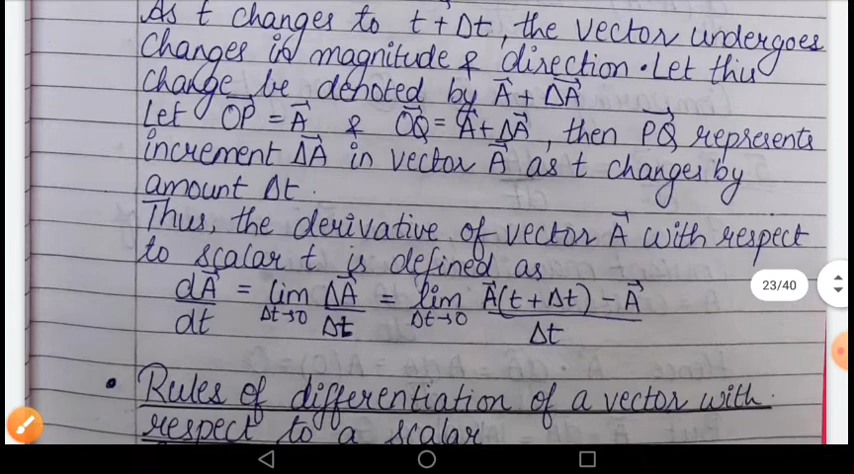 As t changes to t + Δt, the vector undergoes
changes in magnitude & direction. Let this
change be denoted by A⃗ + ΔA⃗
Let OP⃗ = A⃗ & OQ⃗ = A⃗ + ΔA⃗, then PQ⃗ represents
increment ΔA⃗ in vector A⃗ as t changes by
amount Δt.
Thus, the derivative of vector A⃗ with respect
to scalar t is defined as
dA⃗/dt = lim Δt→0 ΔA⃗/Δt = lim Δt→0 A⃗(t + Δt) - A⃗/Δt
23/40
• Rules of differentiation of a vector with
respect to a scalar